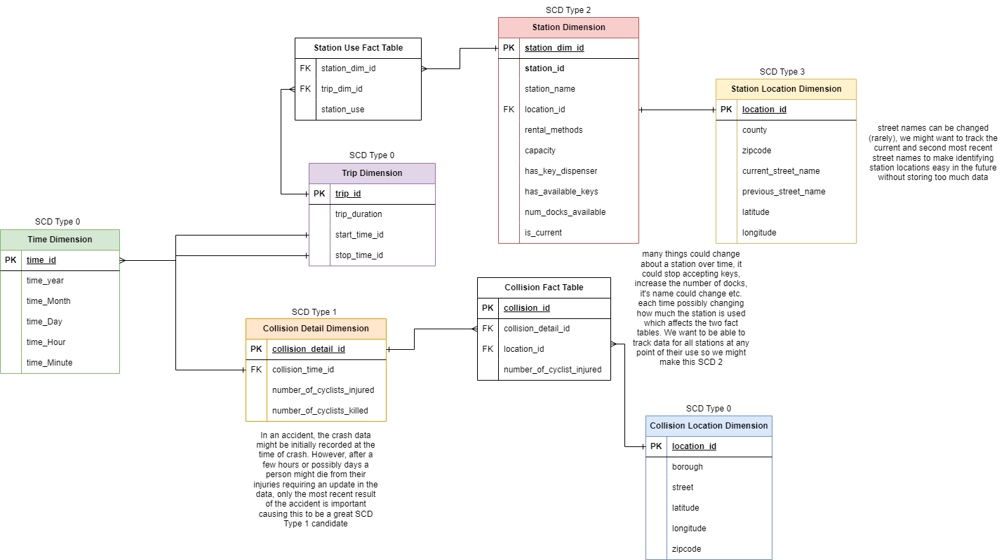 SCD Type 2
Station Dimension
PK station_dim_id
station_id
station_name
FK location_id
rental_methods
capacity
has_key_dispenser
has_available_keys
num_docks_available
is_current
Station Use Fact Table
FK station_dim_id
FK trip_dim_id
station_use
SCD Type 3
Station Location Dimension
PK location_id
county
zipcode
current_street_name
previous_street_name
latitude
longitude
street names can be changed
(rarely), we might want to track the
current and second most recent
street names to make identifying
station locations easy in the future
without storing too much data
SCD Type 0
Trip Dimension
PK trip_id
trip_duration
start_time_id
stop_time_id
SCD Type 0
Time Dimension
PK time_id
time_year
time_Month
time_Day
time_Hour
time_Minute
many things could change
about a station over time, it
could stop accepting keys,
increase the number of docks,
it's name could change etc.
each time possibly changing
how much the station is used
which affects the two fact
tables. We want to be able to
track data for all stations at any
point of their use so we might
make this SCD 2
Collision Fact Table
collision_id
FK collision_detail_id
FK location_id
number_of_cyclist_injured
SCD Type 1
Collision Detail Dimension
PK collision_detail_id
FK collision_time_id
number_of_cyclists_injured
number_of_cyclists_killed
In an accident, the crash data
might be initially recorded at the
time of crash. However, after a
few hours or possibly days a
person might die from their
injuries requiring an update in the
data, only the most recent result
of the accident is important
causing this to be a great SCD
Type 1 candidate
SCD Type 0
Collision Location Dimension
PK location_id
borough
street
latitude
longitude
zipcode